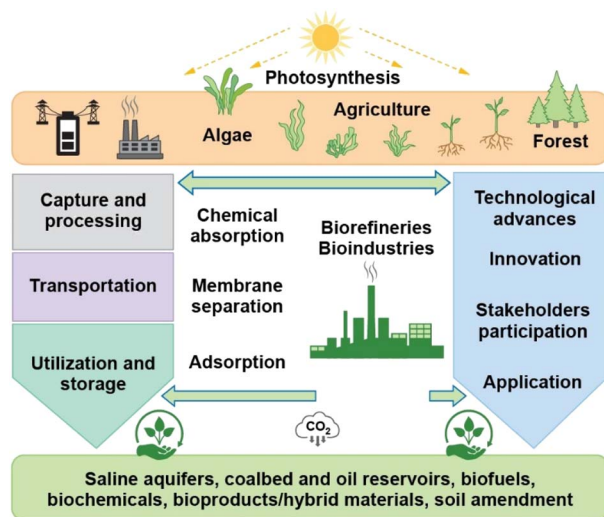 Photosynthesis
Agriculture
Algae
Forest
Capture and
processing
Transportation
Utilization and
storage
Chemical
absorption
Membrane
separation
Adsorption
Biorefineries
Bioindustries
Technological
advances
Innovation
Stakeholders
participation
Application
CO₂
Saline aquifers, coalbed and oil reservoirs, biofuels,
biochemicals, bioproducts/hybrid materials, soil amendment